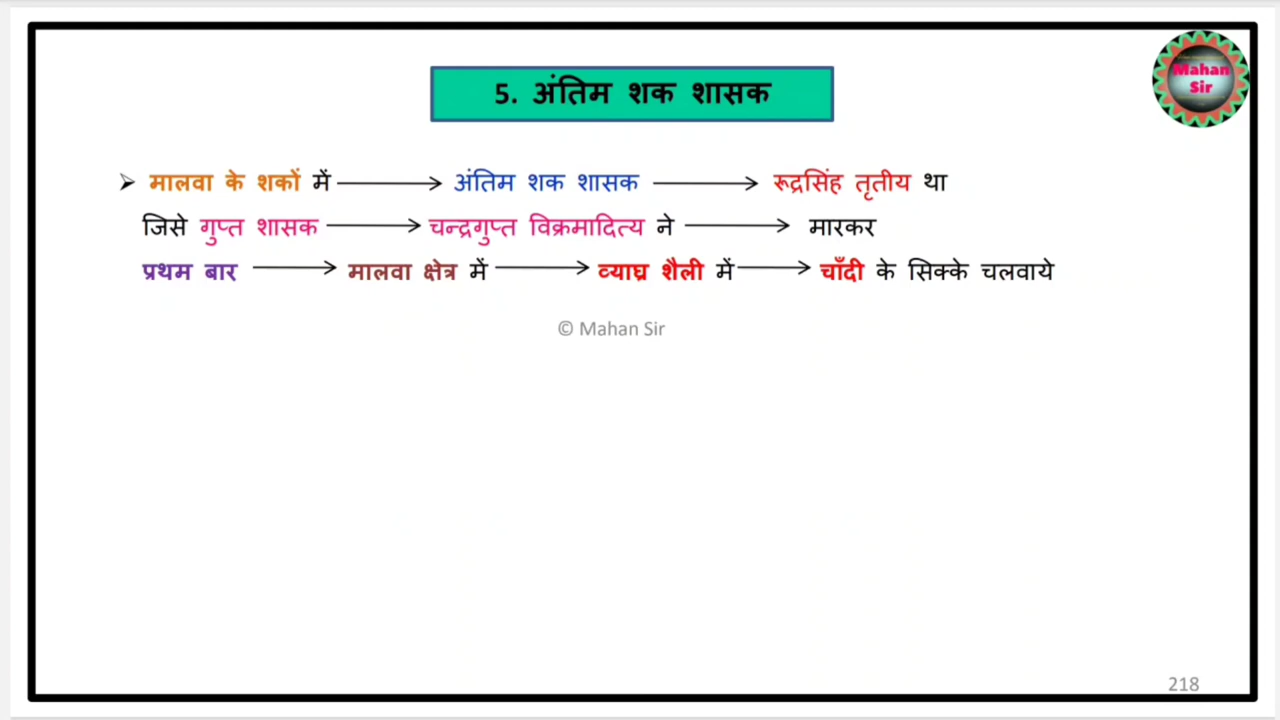 Mahan
Sir
5. अंतिम शक शासक
➢ मालवा के शकों में ⟶ अंतिम शक शासक ⟶ रूद्रसिंह तृतीय था
जिसे गुप्त शासक ⟶ चन्द्रगुप्त विक्रमादित्य ने ⟶ मारकर
प्रथम बार ⟶ मालवा क्षेत्र में ⟶ व्याघ्र शैली में ⟶ चाँदी के सिक्के चलवाये
© Mahan Sir
218